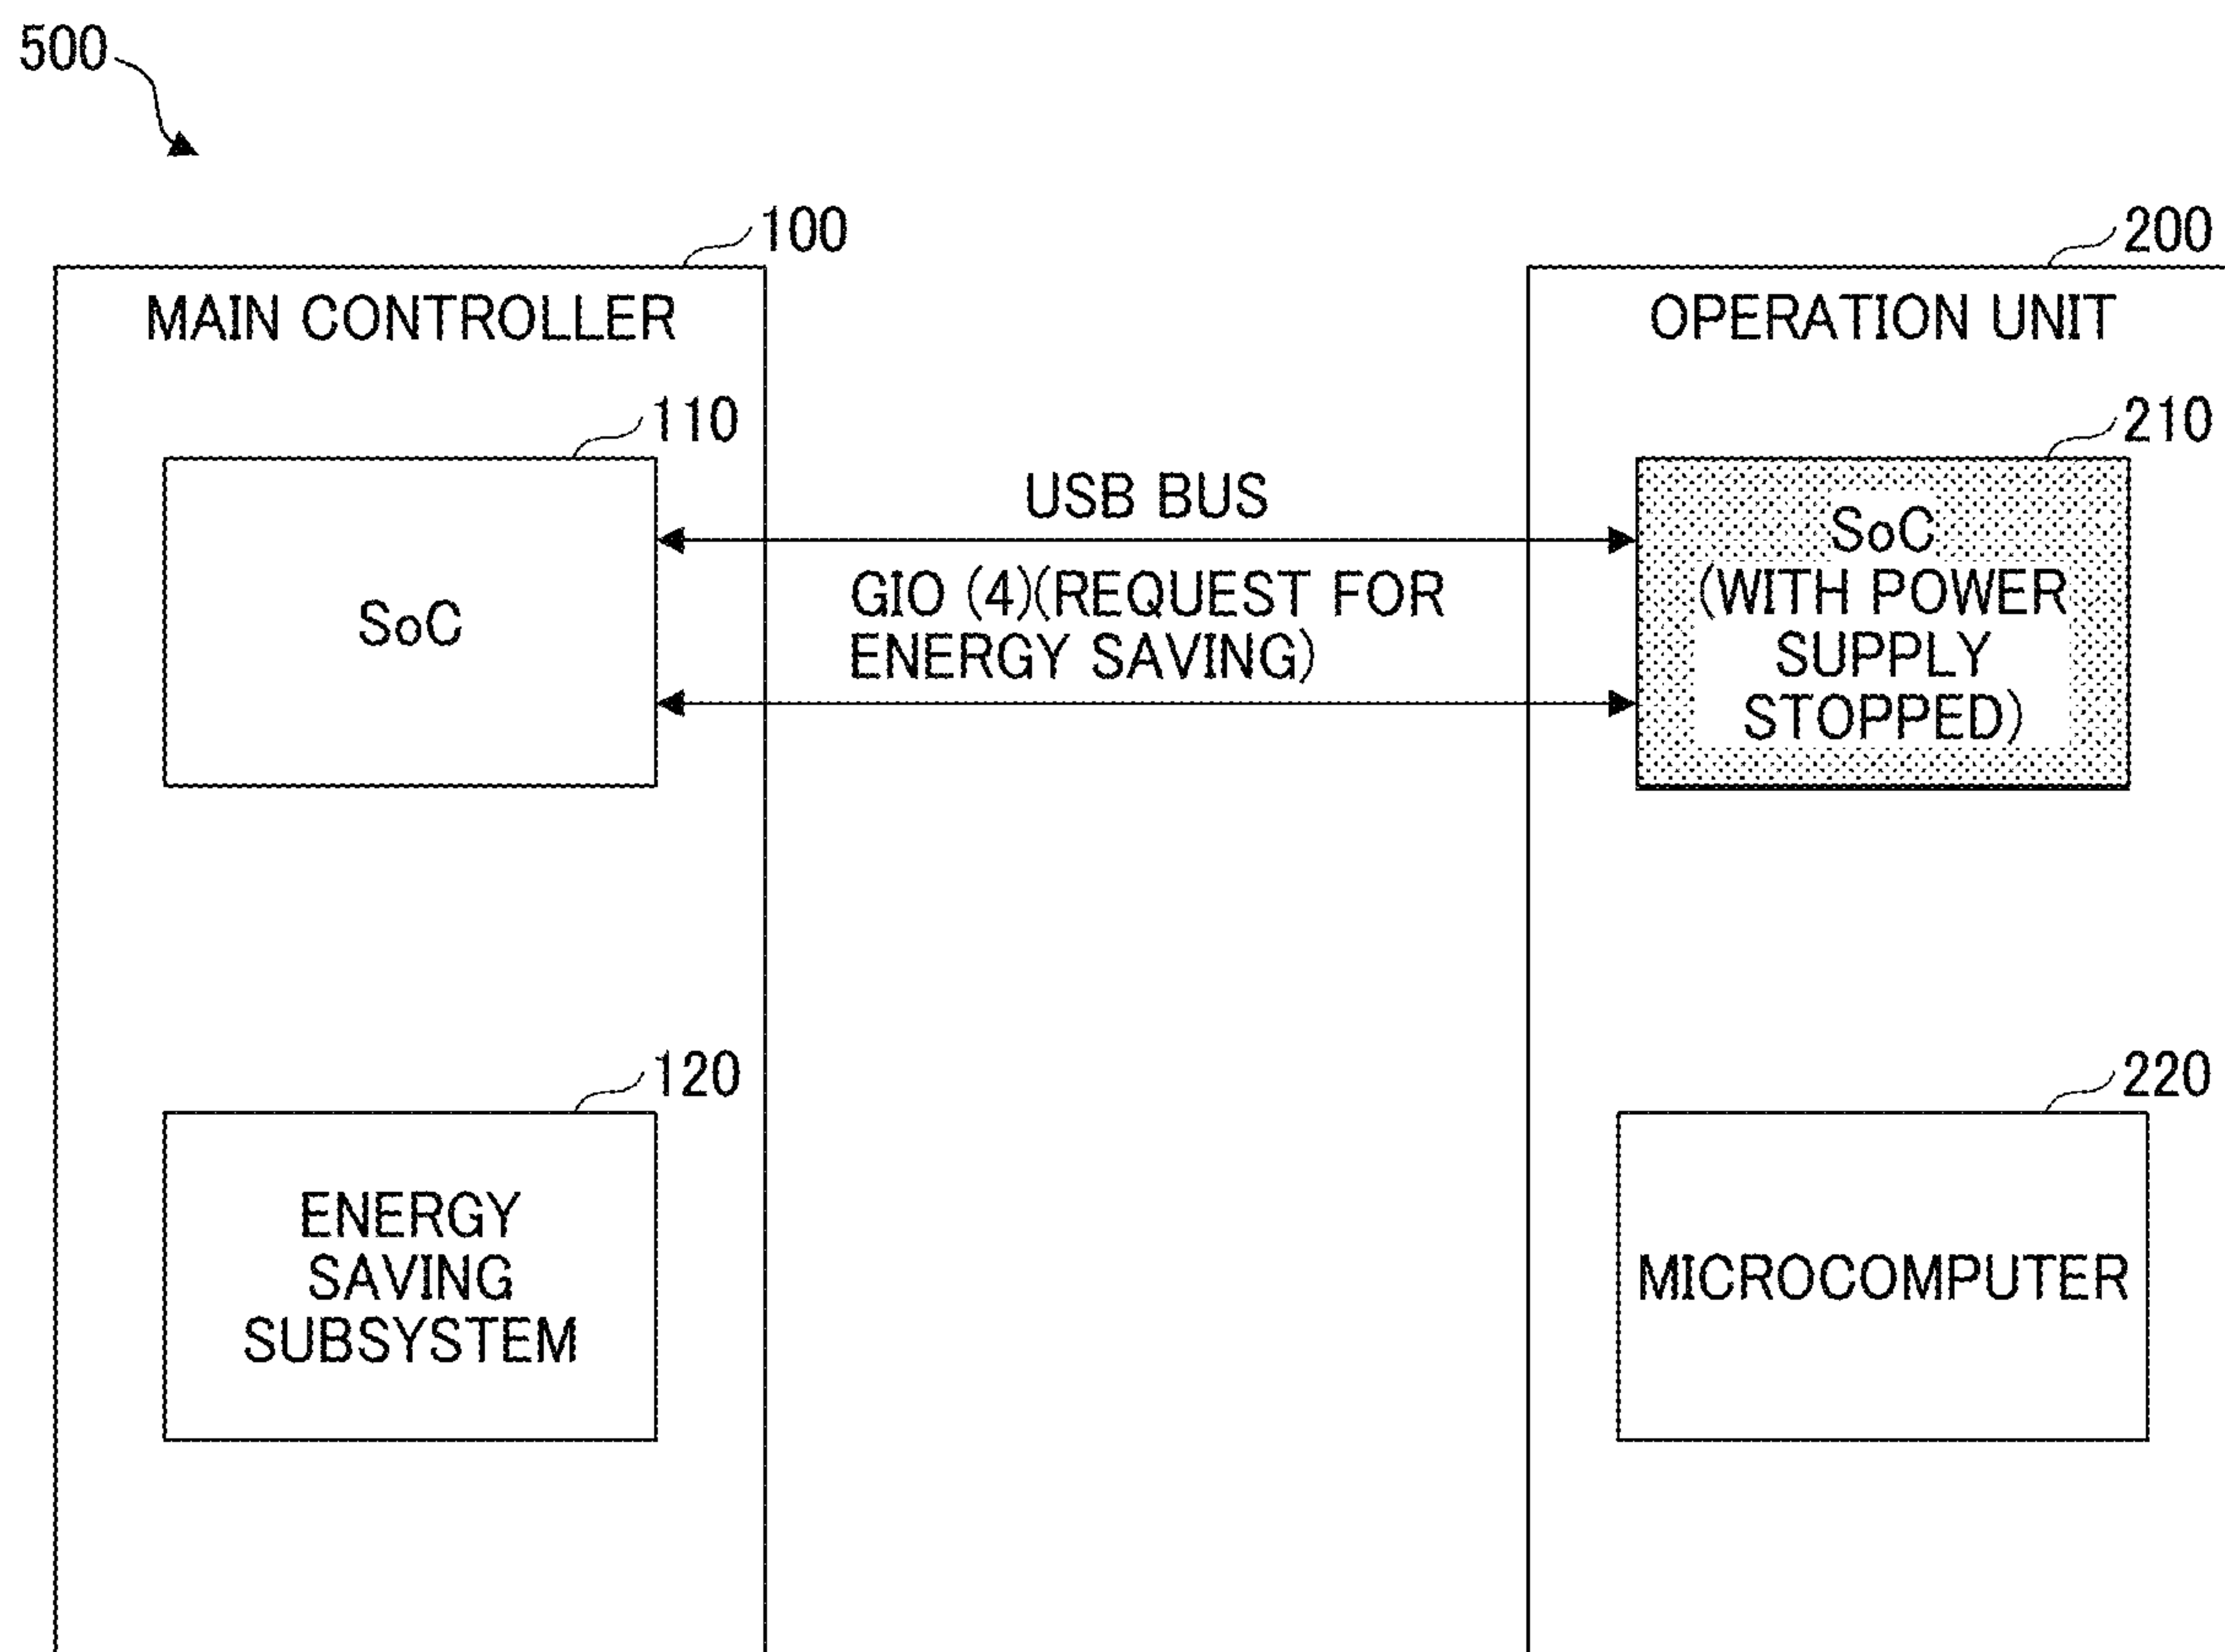 500
100
200
MAIN CONTROLLER
OPERATION UNIT
110
210
SoC
USB BUS
GIO (4)(REQUEST FOR
ENERGY SAVING)
SoC
(WITH POWER
SUPPLY
STOPPED)
120
220
ENERGY
SAVING
SUBSYSTEM
MICROCOMPUTER